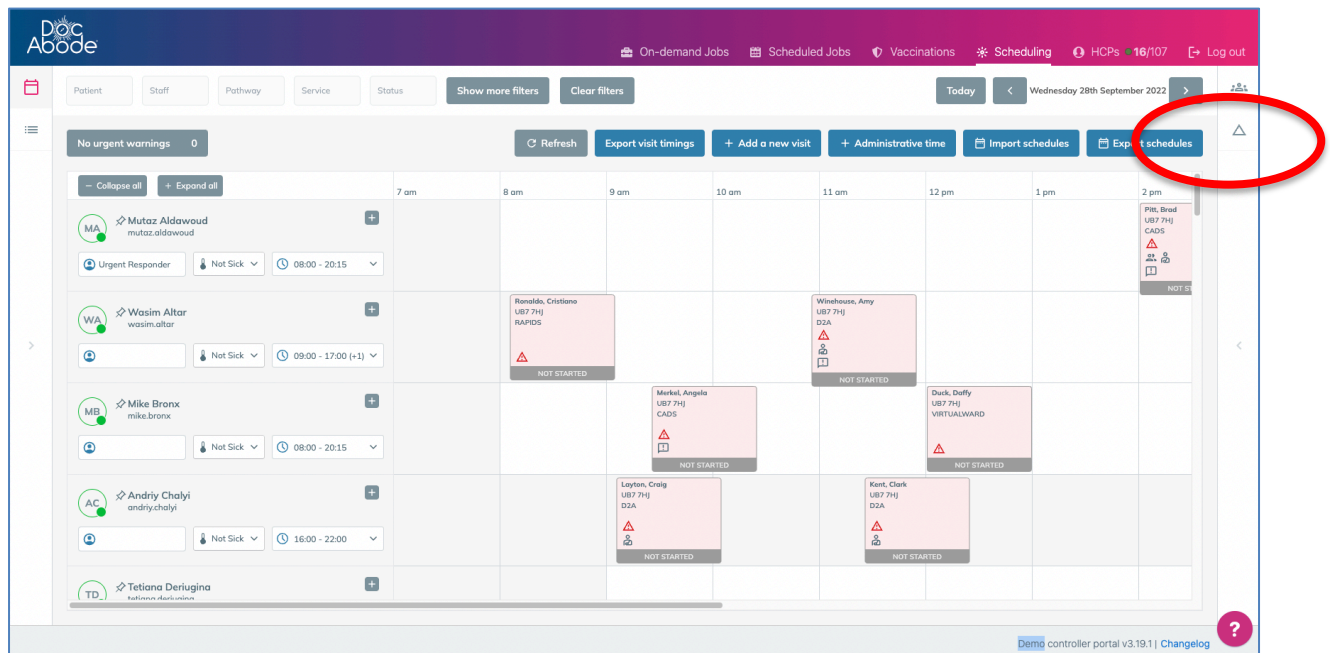 Doc
Abode
On-demand Jobs
Scheduled Jobs
Vaccinations
Scheduling
HCPs 16/107
Log out
Patient
Staff
Pathway
Service
Status
Show more filters
Clear filters
Today
<
Wednesday 28th September 2022
>
No urgent warnings 0
Refresh
Export visit timings
+ Add a new visit
+ Administrative time
Import schedules
Export schedules
− Collapse all
+ Expand all
7 am
8 am
9 am
10 am
11 am
12 pm
1 pm
2 pm
MA
Mutaz Aldawoud
mutaz.aldawoud
Urgent Responder
Not Sick
08:00 - 20:15
Pitt, Brad
UB7 7HJ
CADS
WA
Wasim Altar
wasim.altar
Not Sick
09:00 - 17:00 (+1)
Ronaldo, Cristiano
UB7 7HJ
RAPIDS
NOT STARTED
Winehouse, Amy
UB7 7HJ
D2A
NOT STARTED
MB
Mike Bronx
mike.bronx
Not Sick
08:00 - 20:15
Merkel, Angela
UB7 7HJ
CADS
NOT STARTED
Duck, Daffy
UB7 7HJ
VIRTUALWARD
NOT STARTED
AC
Andriy Chalyi
andriy.chalyi
Not Sick
16:00 - 22:00
Layton, Craig
UB7 7HJ
D2A
NOT STARTED
Kent, Clark
UB7 7HJ
D2A
NOT STARTED
TD
Tetiana Deriugina
tetiana.deriugina
Demo controller portal v3.19.1 | Changelog
?